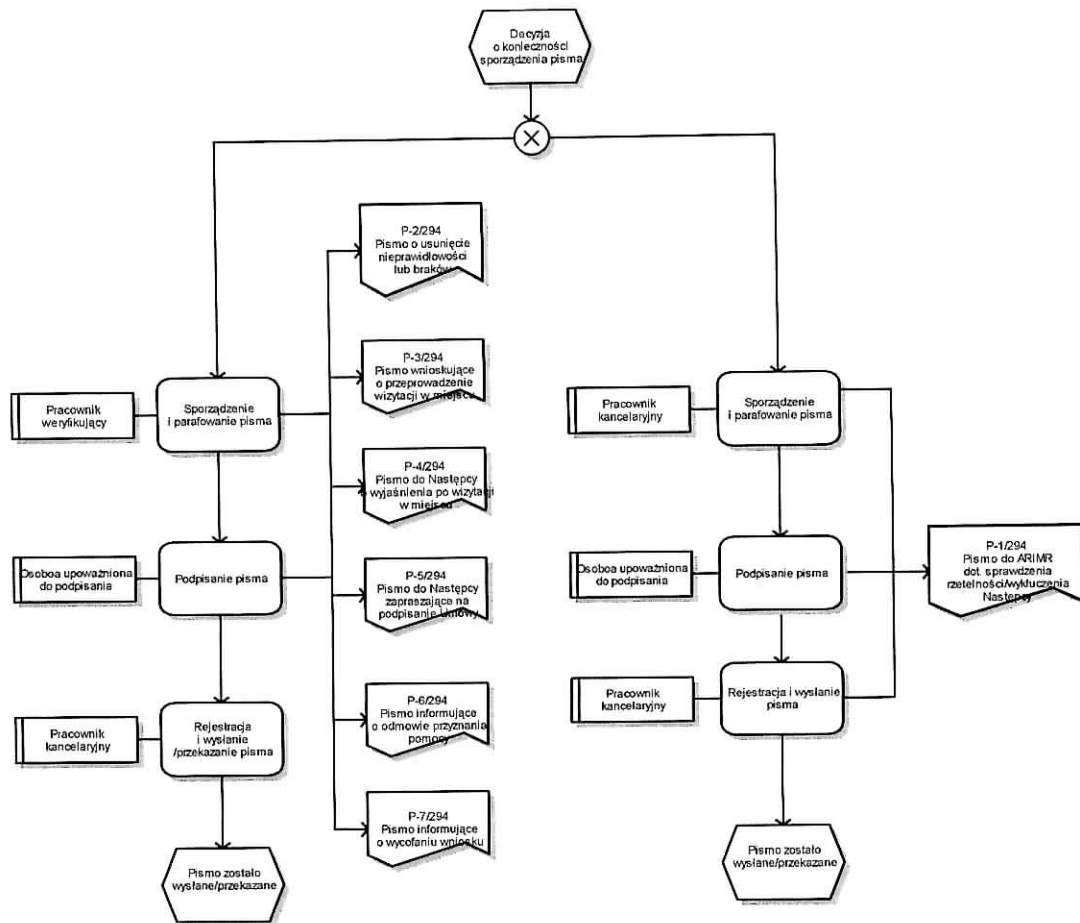 Decyzja
o konieczności
sporządzenia pisma
P-2/294
Pismo o usunięcie
nieprawidłowości
lub braków
P-3/294
Pismo wnioskujące
o przeprowadzenie
wizytacji w miejscu
Pracownik
weryfikujący
Sporządzenie
i parafowanie pisma
P-4/294
Pismo do Następcy
o wyjaśnienia po wizytacji
w miejscu
Osoboa upoważniona
do podpisania
Podpisanie pisma
P-5/294
Pismo do Następcy
zapraszające na
podpisanie Umowy
P-6/294
Pismo informujące
o odmowie przyznania
pomocy
Pracownik
kancelaryjny
Rejestracja
i wysłanie
/przekazanie pisma
P-7/294
Pismo informujące
o wycofaniu wniosku
Pismo zostało
wysłane/przekazane
Pracownik
kancelaryjny
Sporządzenie
i parafowanie pisma
Osoboa upoważniona
do podpisania
Podpisanie pisma
P-1/294
Pismo do ARIMR
dot. sprawdzenia
rzetelności/wykluczenia
Następcy
Pracownik
kancelaryjny
Rejestracja i wysłanie
pisma
Pismo zostało
wysłane/przekazane